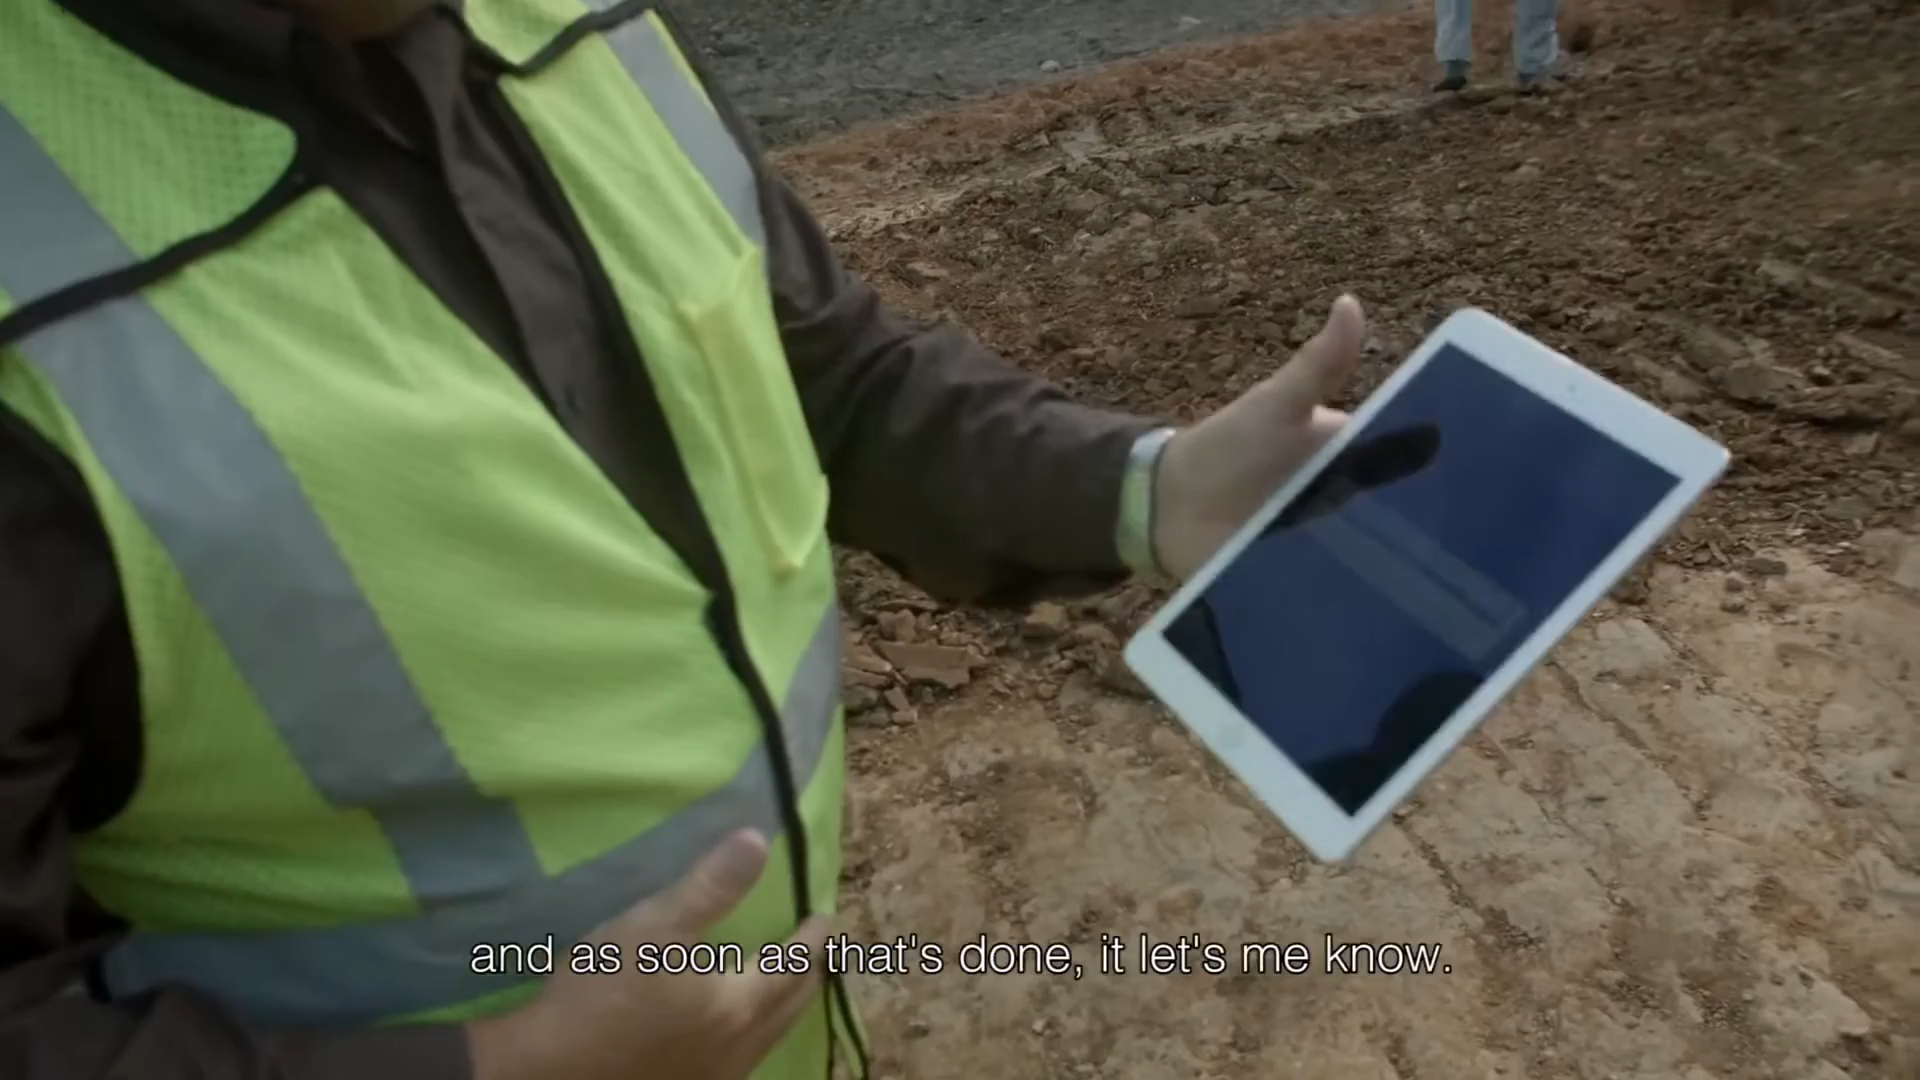 and as soon as that's done, it let's me know.